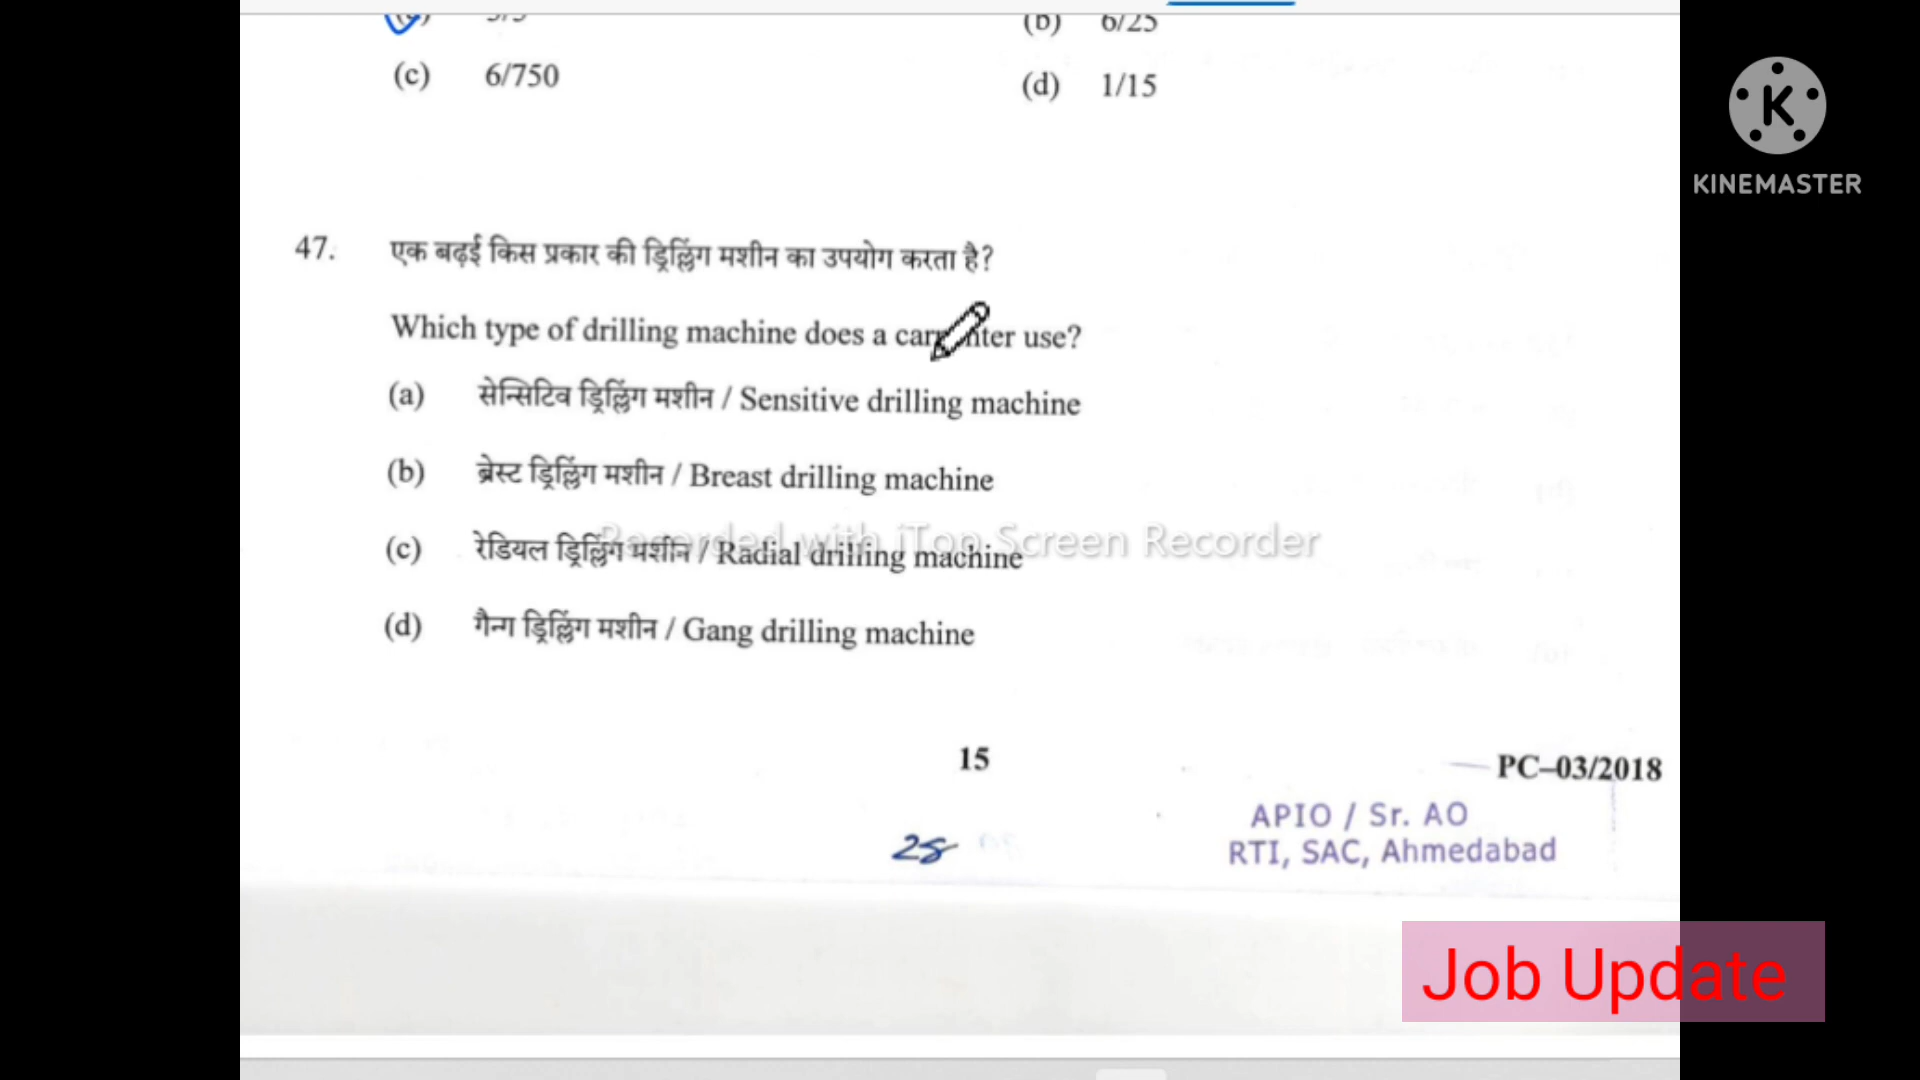 (b) 6/25
(c) 6/750
(d) 1/15
KINEMASTER
47. एक बढ़ई किस प्रकार की ड्रिल्लिंग मशीन का उपयोग करता है?
Which type of drilling machine does a carpenter use?
(a) सेन्सिटिव ड्रिल्लिंग मशीन / Sensitive drilling machine
(b) ब्रेस्ट ड्रिल्लिंग मशीन / Breast drilling machine
Recorded with iTop Screen Recorder
(c) रेडियल ड्रिल्लिंग मशीन / Radial drilling machine
(d) गैन्ग ड्रिल्लिंग मशीन / Gang drilling machine
15
PC–03/2018
APIO / Sr. AO
RTI, SAC, Ahmedabad
28
Job Update